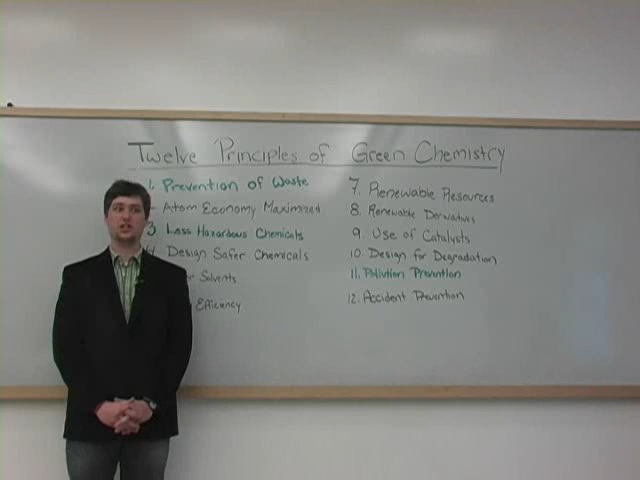 Twelve Principles of Green Chemistry
1. Prevention of Waste
Atom Economy Maximized
3. Less Hazardous Chemicals
4. Design Safer Chemicals
Solvents
Efficiency
7. Renewable Resources
8. Renewable Derivatives
9. Use of Catalysts
10. Design for Degradation
11. Pollution Prevention
12. Accident Prevention